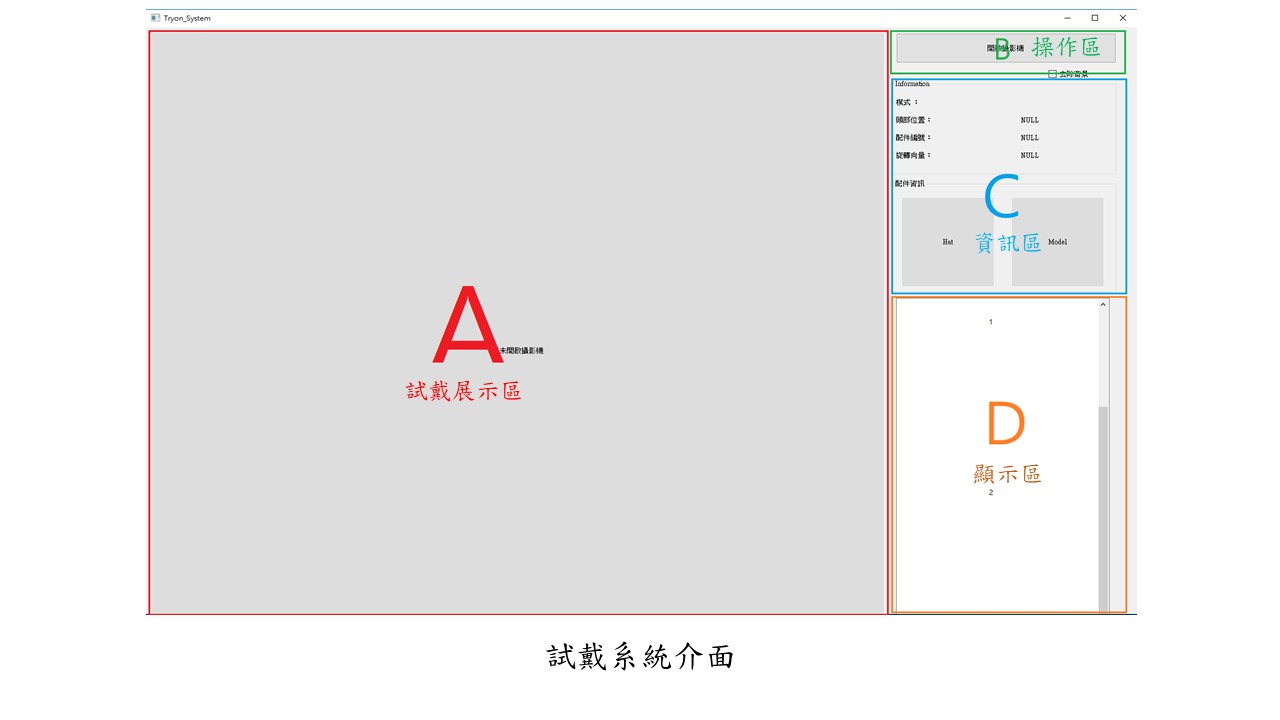 Tryon_System
開啟攝影機
B 操作區
去除背景
Information
模式 :
頭部位置: NULL
配件編號: NULL
旋轉向量: NULL
配件資訊
C
Hat 資訊區 Model
A
未開啟攝影機
試戴展示區
1
D
顯示區
2
試戴系統介面